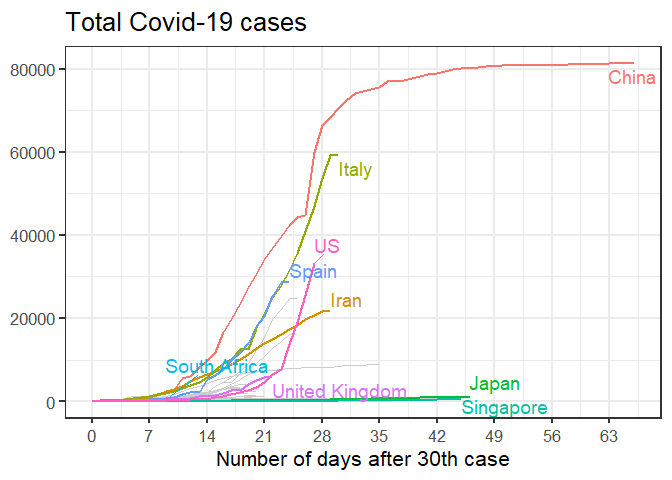 Total Covid-19 cases
80000
60000
40000
20000
0
China
Italy
US
Spain
Iran
South Africa
United Kingdom
Japan
Singapore
0 7 14 21 28 35 42 49 56 63
Number of days after 30th case